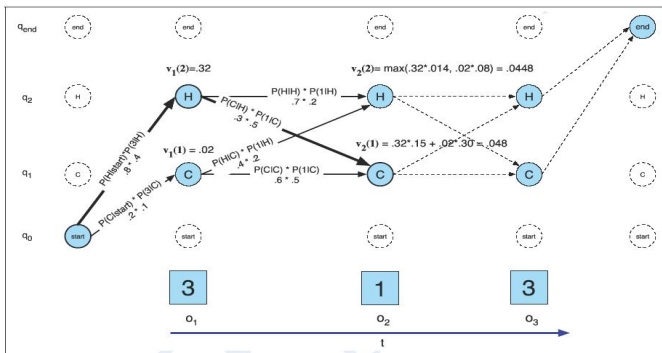 q_end end end end end end
v₁(2)=.32 v₂(2)= max(.32*.014, .02*.08) = .0448
q₂ H H P(H|H) * P(1|H) H H H
.7 * .2
P(C|H) * P(1|C)
.3 * .5
P(H|start)*P(3|H)
.8 * .4
v₁(1) = .02 v₂(1) = .32*.15 + .02*.30 = .048
P(H|C) * P(1|H)
.4 * .2
q₁ C C P(C|C) * P(1|C) C C C
.6 * .5
P(C|start) * P(3|C)
.2 * .1
q₀ start start start start start
3 1 3
o₁ o₂ o₃
t